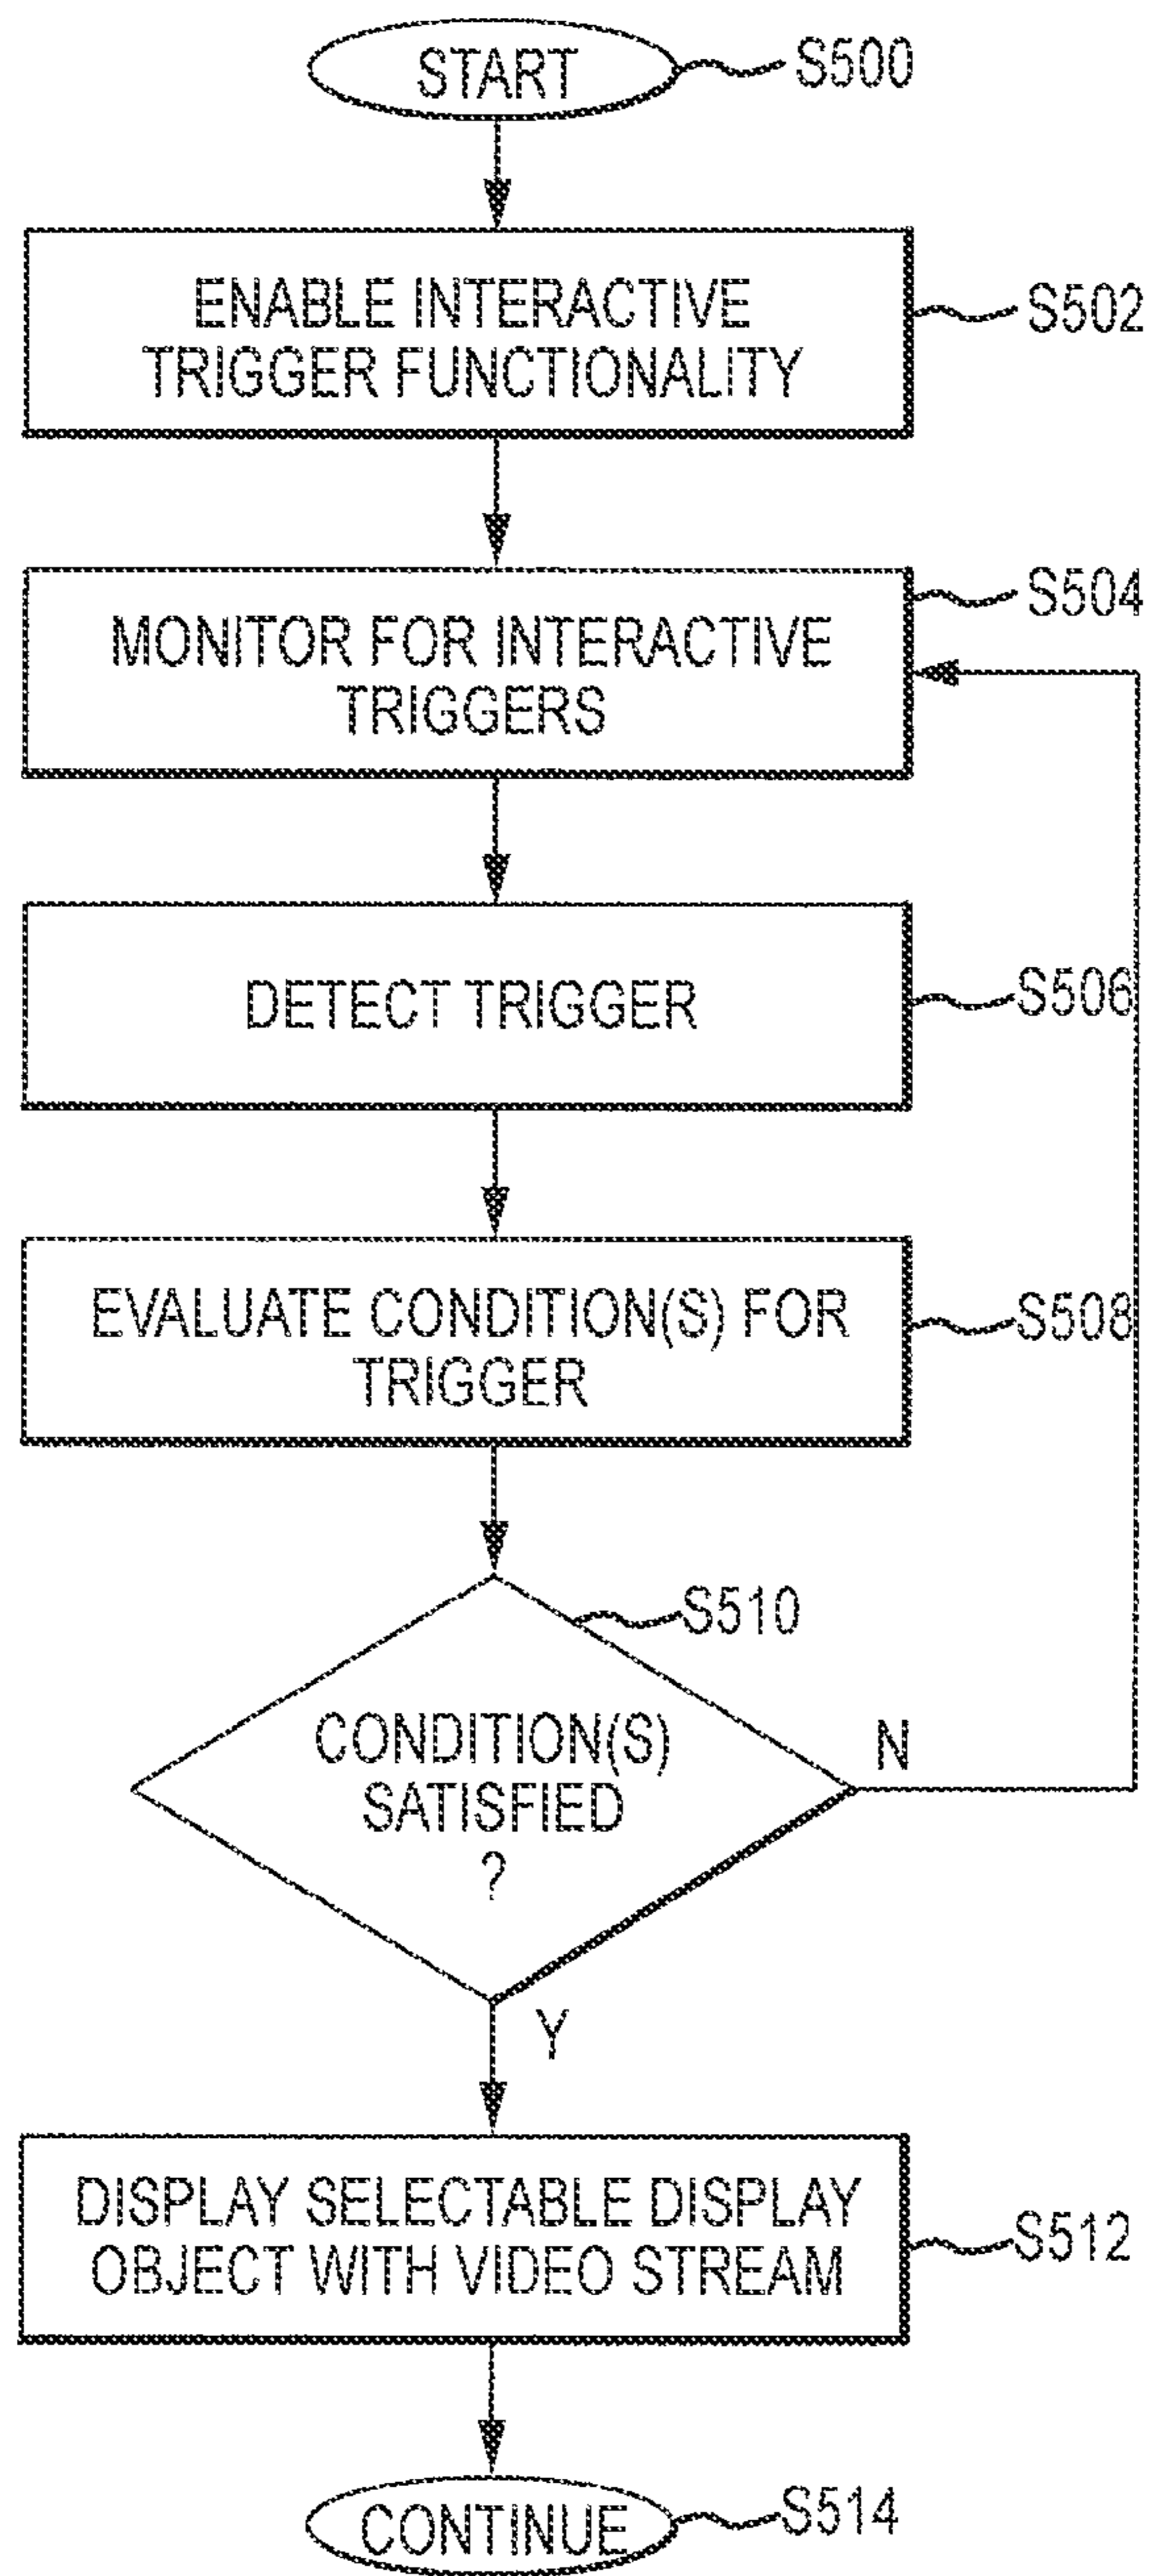 START
S500
ENABLE INTERACTIVE
TRIGGER FUNCTIONALITY
S502
S504
MONITOR FOR INTERACTIVE
TRIGGERS
DETECT TRIGGER
S506
EVALUATE CONDITION(S) FOR
TRIGGER
S508
S510
CONDITION(S)
SATISFIED
?
N
Y
DISPLAY SELECTABLE DISPLAY
OBJECT WITH VIDEO STREAM
S512
CONTINUE
S514